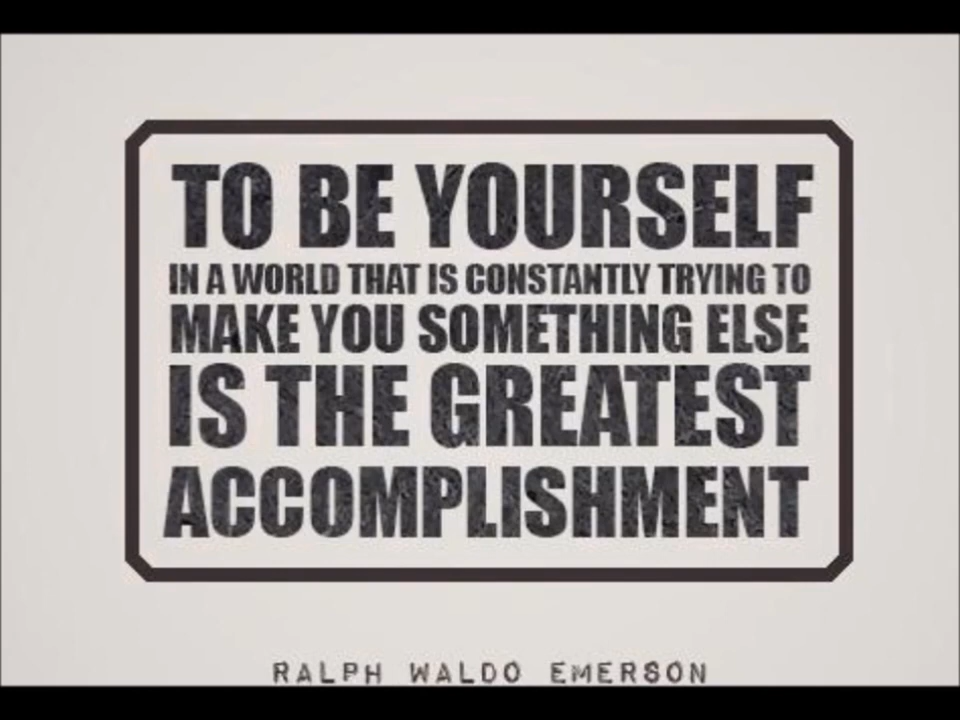 TO BE YOURSELF
IN A WORLD THAT IS CONSTANTLY TRYING TO
MAKE YOU SOMETHING ELSE
IS THE GREATEST
ACCOMPLISHMENT
RALPH WALDO EMERSON